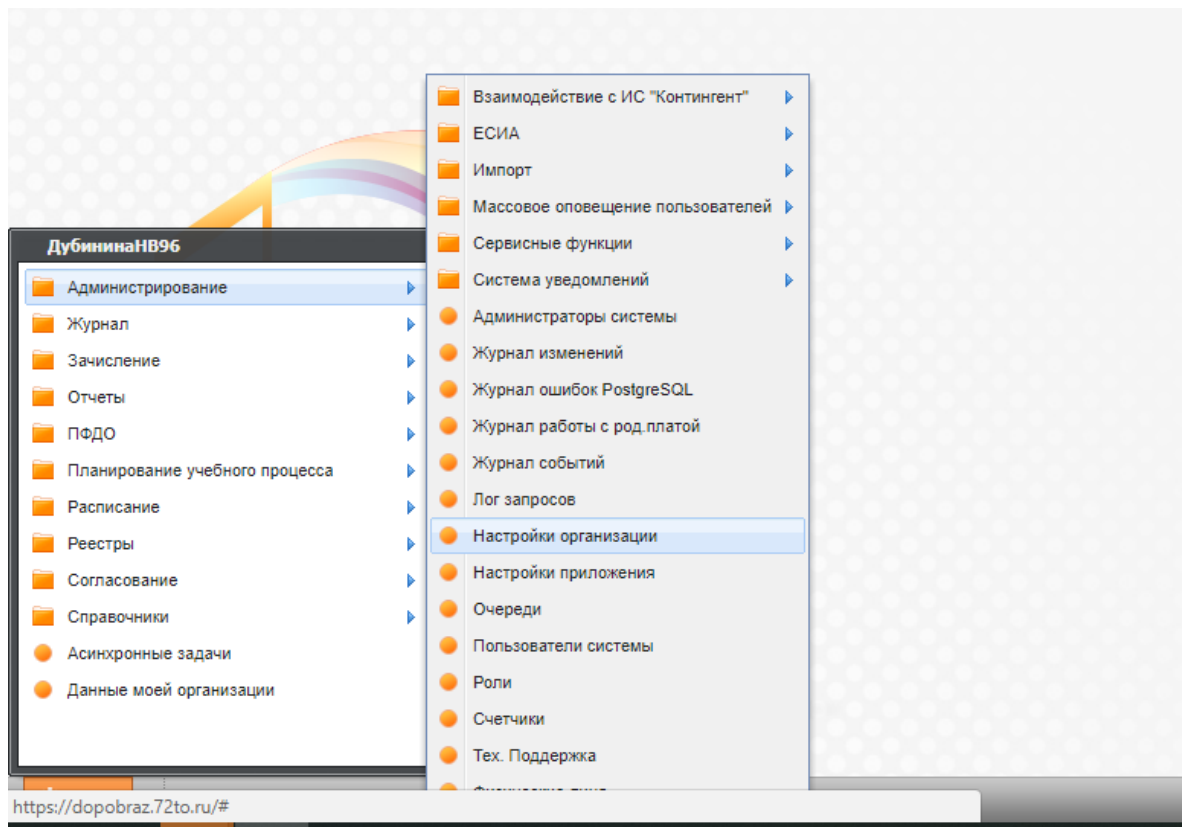 ДубининаНВ96
Администрирование
Журнал
Зачисление
Отчеты
ПФДО
Планирование учебного процесса
Расписание
Реестры
Согласование
Справочники
Асинхронные задачи
Данные моей организации
Взаимодействие с ИС "Контингент"
ЕСИА
Импорт
Массовое оповещение пользователей
Сервисные функции
Система уведомлений
Администраторы системы
Журнал изменений
Журнал ошибок PostgreSQL
Журнал работы с род.платой
Журнал событий
Лог запросов
Настройки организации
Настройки приложения
Очереди
Пользователи системы
Роли
Счетчики
Тех. Поддержка
https://dopobraz.72to.ru/#